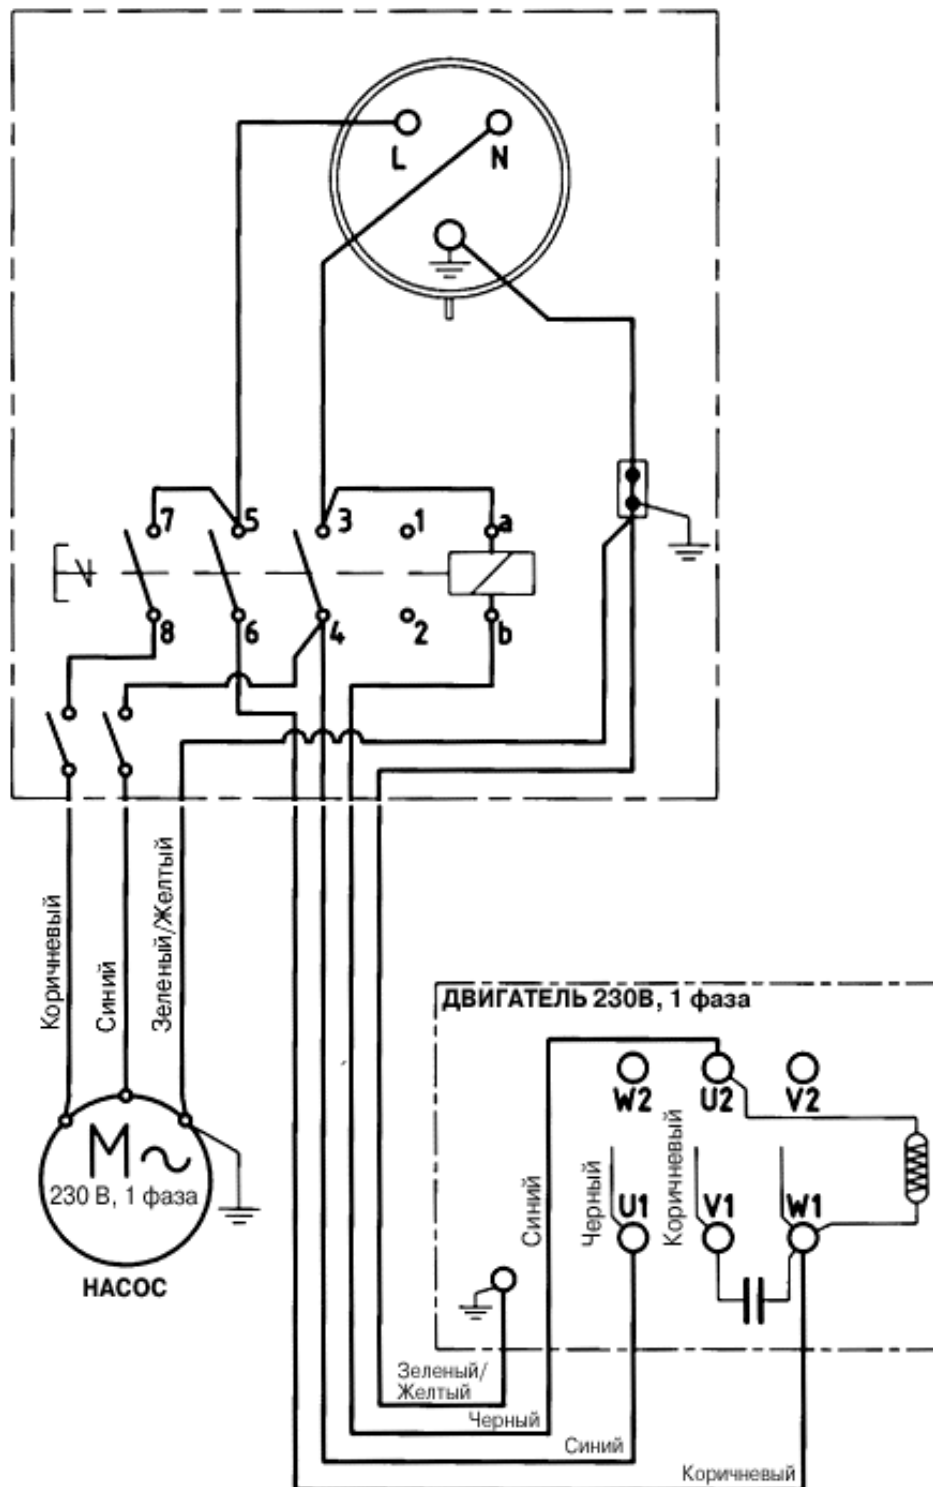 L N
7 5 3 1 a
8 6 4 2 b
Коричневый
Синий
Зеленый/Желтый
M
230 В, 1 фаза
НАСОС
ДВИГАТЕЛЬ 230В, 1 фаза
W2 U2 V2
Синий
Черный
Коричневый
U1 V1 W1
Зеленый/
Желтый
Черный
Синий
Коричневый